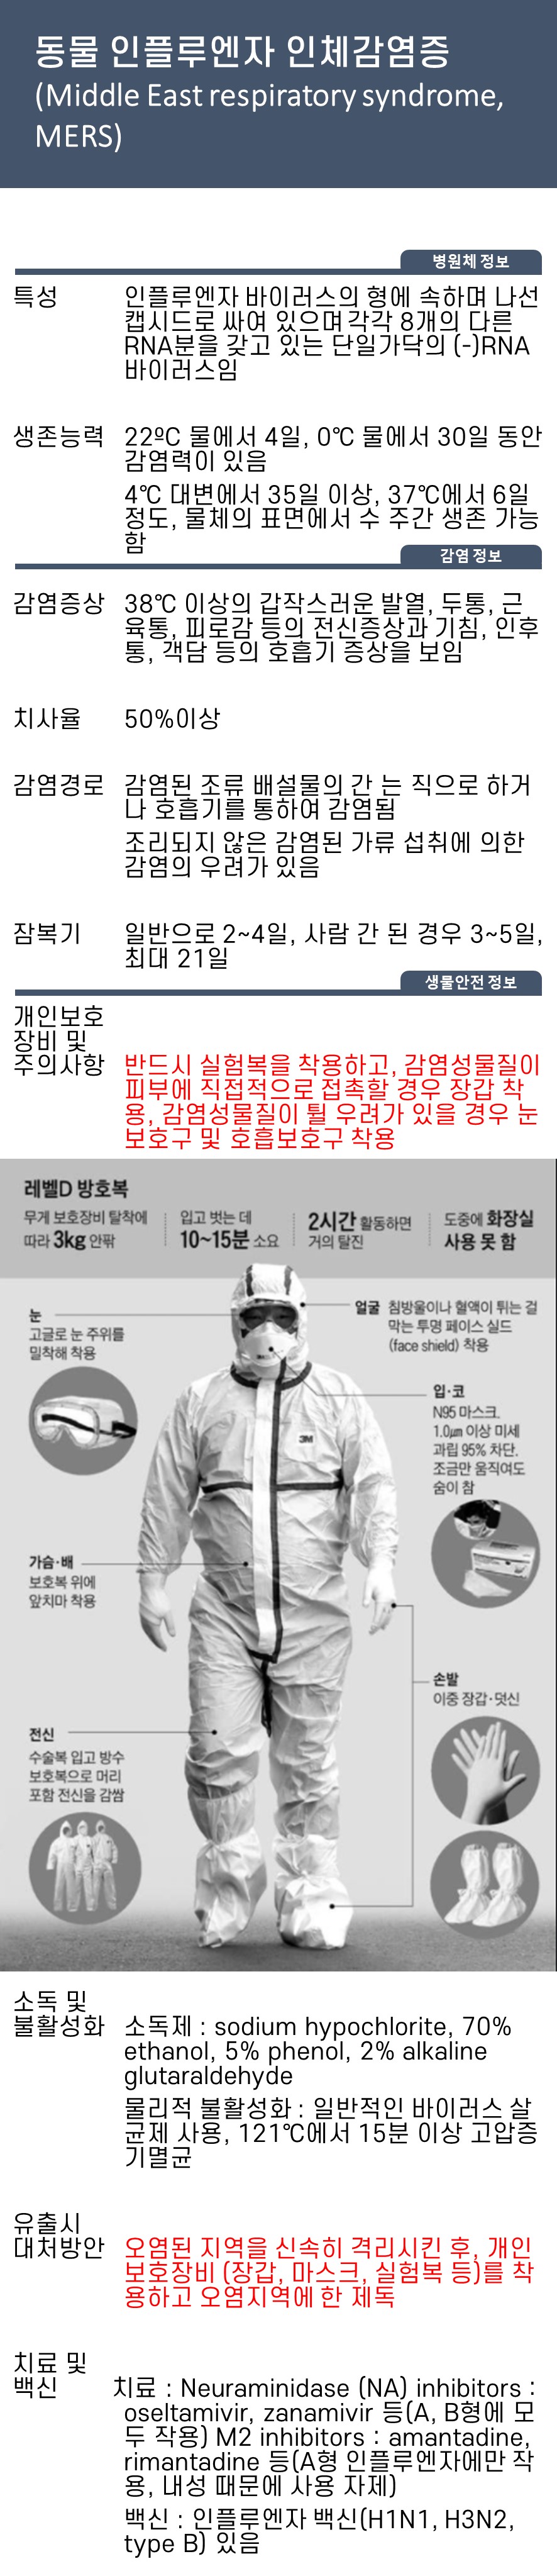 동물 인플루엔자 인체감염증
(Middle East respiratory syndrome,
MERS)
병원체 정보
특성
인플루엔자 바이러스의 형에 속하며 나선
캡시드로 싸여 있으며 각각 8개의 다른
RNA분을 갖고 있는 단일가닥의 (-)RNA
바이러스임
생존능력
22ºC 물에서 4일, 0℃ 물에서 30일 동안
감염력이 있음
4℃ 대변에서 35일 이상, 37℃에서 6일
정도, 물체의 표면에서 수 주간 생존 가능
함
감염 정보
감염증상
38℃ 이상의 갑작스러운 발열, 두통, 근
육통, 피로감 등의 전신증상과 기침, 인후
통, 객담 등의 호흡기 증상을 보임
치사율
50%이상
감염경로
감염된 조류 배설물의 간 는 직으로 하거
나 호흡기를 통하여 감염됨
조리되지 않은 감염된 가류 섭취에 의한
감염의 우려가 있음
잠복기
일반으로 2~4일, 사람 간 된 경우 3~5일,
최대 21일
생물안전 정보
개인보호
장비 및
주의사항
반드시 실험복을 착용하고, 감염성물질이
피부에 직접적으로 접촉할 경우 장갑 착
용, 감염성물질이 튈 우려가 있을 경우 눈
보호구 및 호흡보호구 착용
레벨D 방호복
무게 보호장비 탈착에
따라 3kg 안팎
입고 벗는 데
10~15분 소요
2시간 활동하면
거의 탈진
도중에 화장실
사용 못 함
눈
고글로 눈 주위를
밀착해 착용
얼굴 침방울이나 혈액이 튀는 걸
막는 투명 페이스 실드
(face shield) 착용
입·코
N95 마스크.
1.0㎛ 이상 미세
과립 95% 차단.
조금만 움직여도
숨이 참
3M
가슴·배
보호복 위에
앞치마 착용
손발
이중 장갑·덧신
전신
수술복 입고 방수
보호복으로 머리
포함 전신을 감쌈
소독 및
불활성화
소독제 : sodium hypochlorite, 70%
ethanol, 5% phenol, 2% alkaline
glutaraldehyde
물리적 불활성화 : 일반적인 바이러스 살
균제 사용, 121℃에서 15분 이상 고압증
기멸균
유출시
대처방안
오염된 지역을 신속히 격리시킨 후, 개인
보호장비 (장갑, 마스크, 실험복 등)를 착
용하고 오염지역에 한 제독
치료 및
백신
치료 : Neuraminidase (NA) inhibitors :
oseltamivir, zanamivir 등(A, B형에 모
두 작용) M2 inhibitors : amantadine,
rimantadine 등(A형 인플루엔자에만 작
용, 내성 때문에 사용 자제)
백신 : 인플루엔자 백신(H1N1, H3N2,
type B) 있음